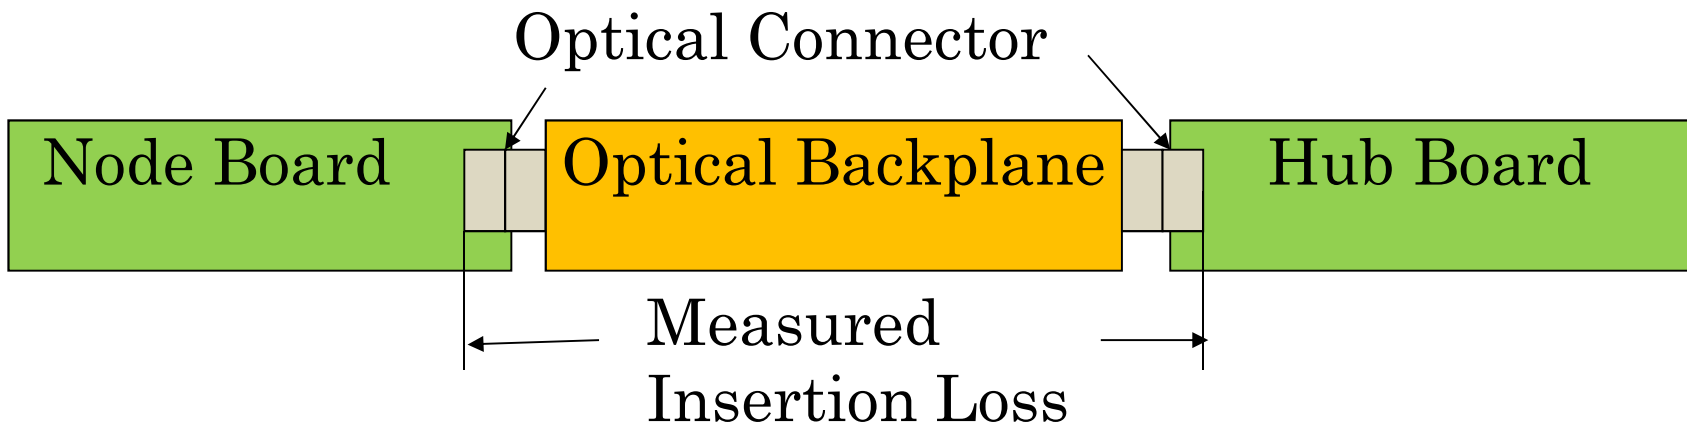 Optical Connector
Node Board
Optical Backplane
Hub Board
Measured
Insertion Loss